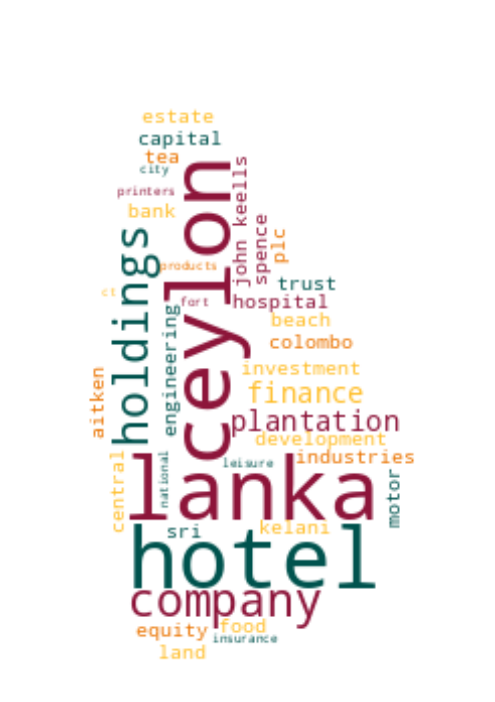 estate
capital
tea
city
printers
bank
ceylon
john keells
spence
plc
holdings
products
ct
fort
trust
hospital
beach
engineering
colombo
investment
aitken
finance
plantation
development
industries
central
national
leisure
lanka
motor
sri
kelani
hotel
company
equity
food
insurance
land